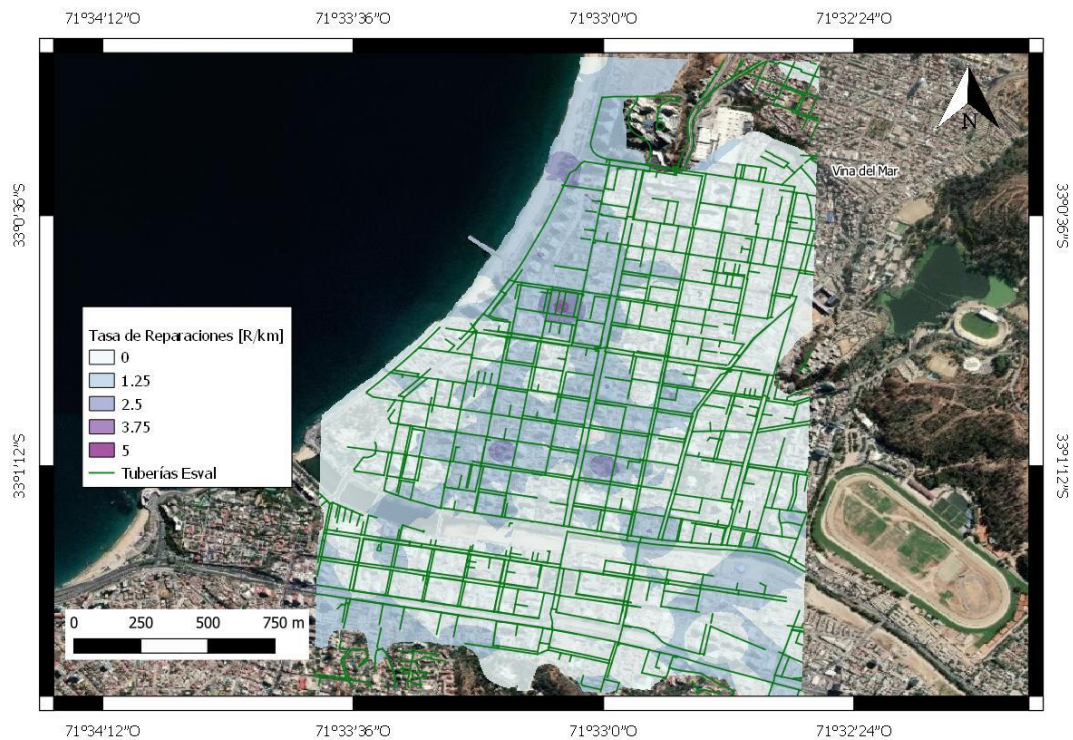 71°34'12"O 71°33'36"O 71°33'0"O 71°32'24"O
N
Vina del Mar
33°0'36"S 33°0'36"S
Tasa de Reparaciones [R/km]
0
1.25
2.5
3.75
5
Tuberías Esval
33°1'12"S 33°1'12"S
0 250 500 750 m
71°34'12"O 71°33'36"O 71°33'0"O 71°32'24"O